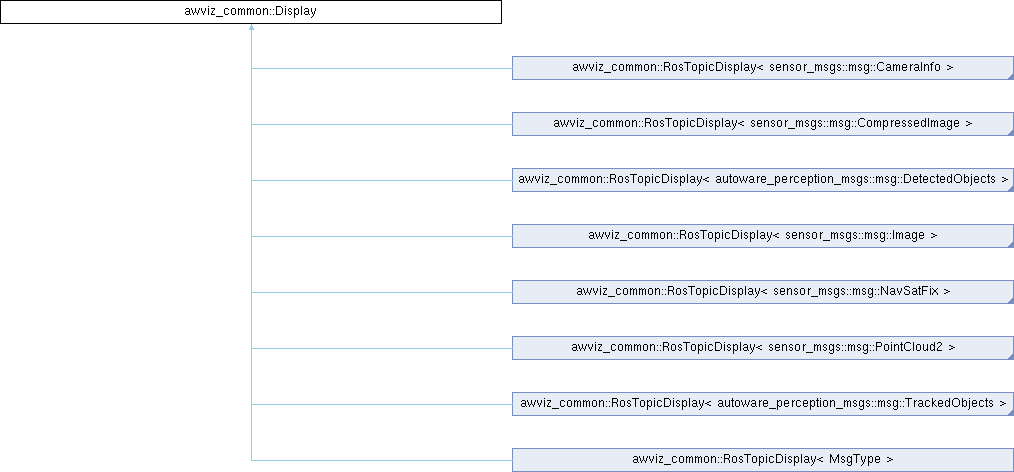 awviz_common::Display
awviz_common::RosTopicDisplay< sensor_msgs::msg::CameraInfo >
awviz_common::RosTopicDisplay< sensor_msgs::msg::CompressedImage >
awviz_common::RosTopicDisplay< autoware_perception_msgs::msg::DetectedObjects >
awviz_common::RosTopicDisplay< sensor_msgs::msg::Image >
awviz_common::RosTopicDisplay< sensor_msgs::msg::NavSatFix >
awviz_common::RosTopicDisplay< sensor_msgs::msg::PointCloud2 >
awviz_common::RosTopicDisplay< autoware_perception_msgs::msg::TrackedObjects >
awviz_common::RosTopicDisplay< MsgType >